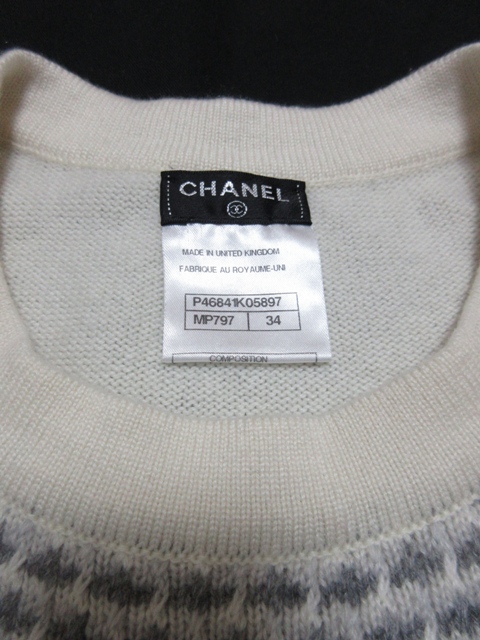 CHANEL
MADE IN UNITED KINGDOM
FABRIQUE AU ROYAUME-UNI
P46841K05897
MP797 34
COMPOSITION